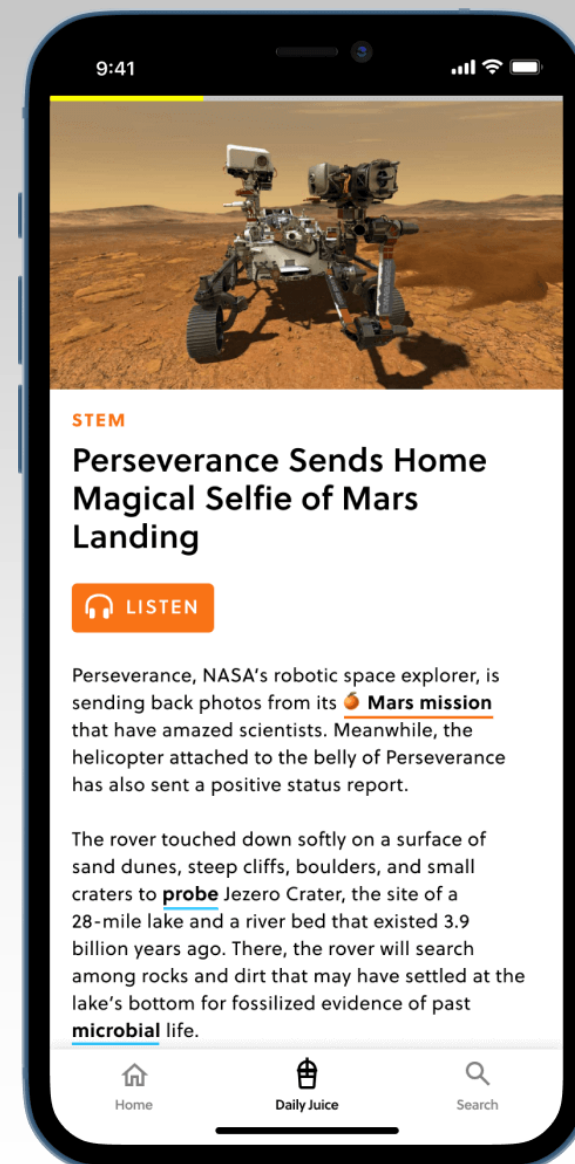 9:41
STEM
Perseverance Sends Home
Magical Selfie of Mars
Landing
LISTEN
Perseverance, NASA's robotic space explorer, is
sending back photos from its 🍊 Mars mission
that have amazed scientists. Meanwhile, the
helicopter attached to the belly of Perseverance
has also sent a positive status report.
The rover touched down softly on a surface of
sand dunes, steep cliffs, boulders, and small
craters to probe Jezero Crater, the site of a
28-mile lake and a river bed that existed 3.9
billion years ago. There, the rover will search
among rocks and dirt that may have settled at the
lake's bottom for fossilized evidence of past
microbial life.
Home
Daily Juice
Search